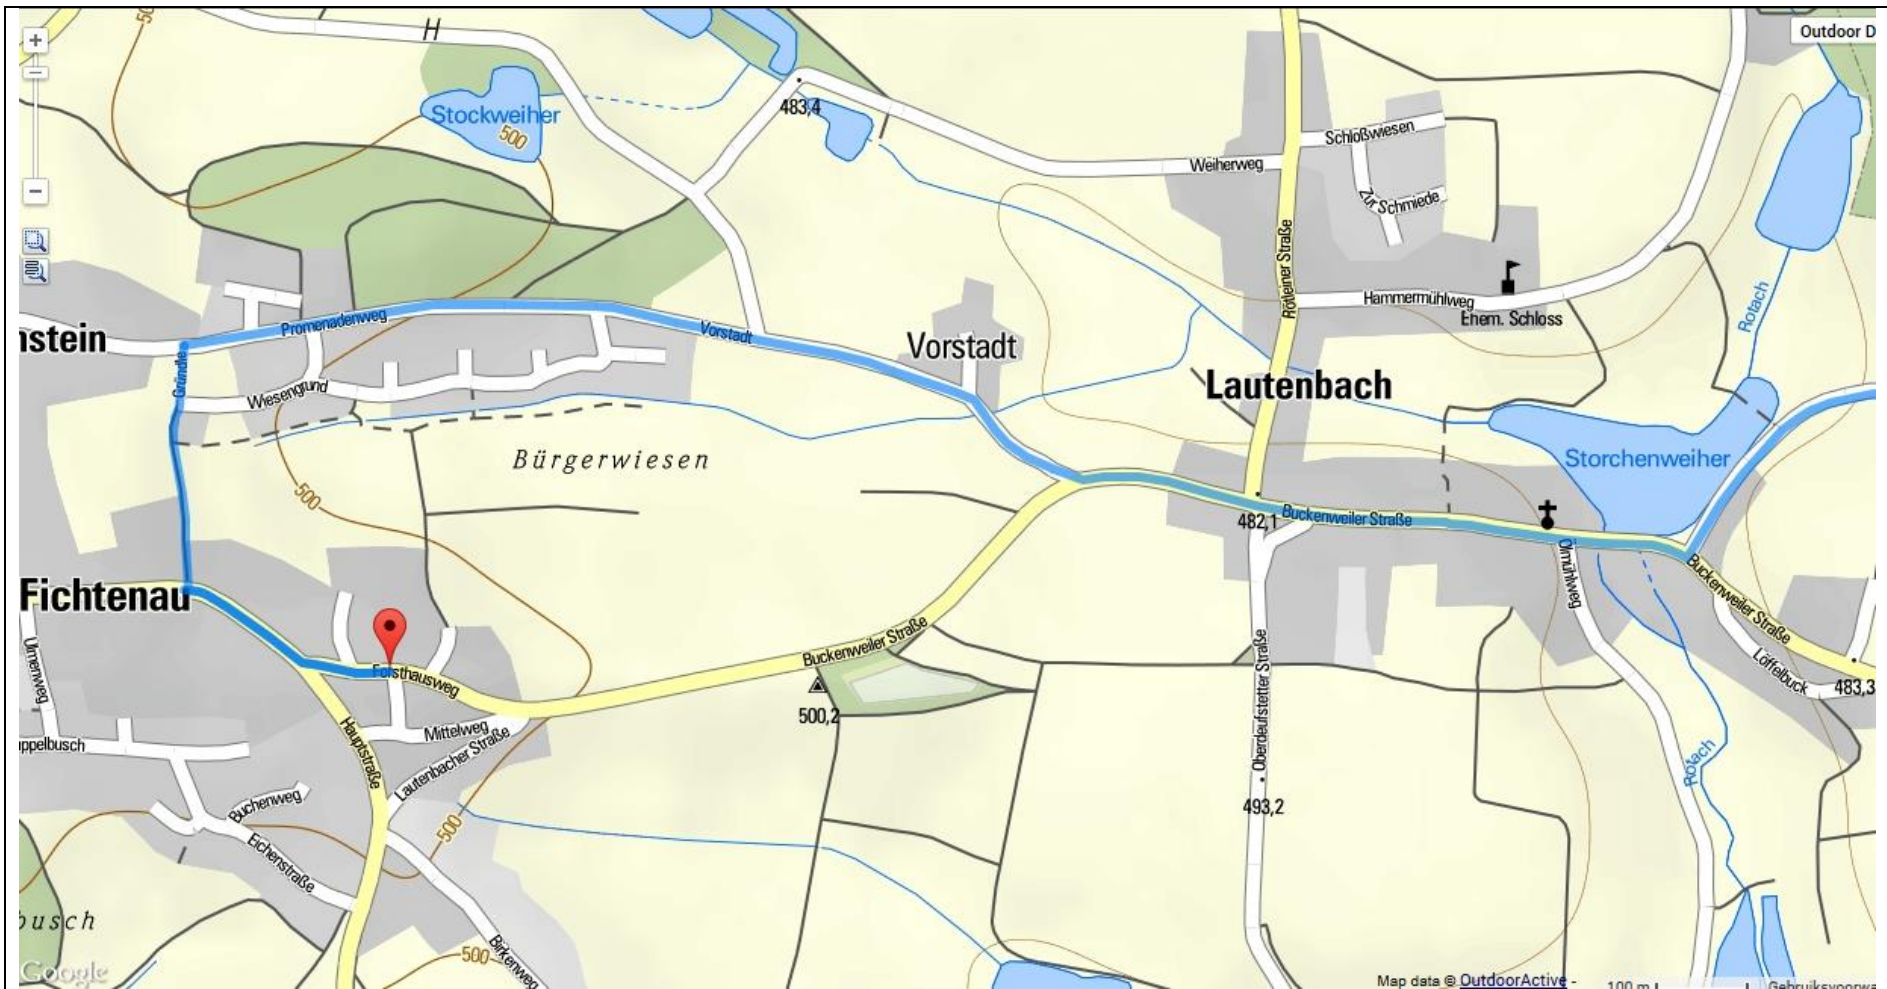 50
H
Outdoor D
Stockweiher
500
483,4
Schloßwiesen
Weiherweg
Zur Schmiede
Rötleiner Straße
Rotach
Hammermühlweg
Ehem. Schloss
nstein
Promenadenweg
Vorstadt
Vorstadt
Gründle
Wiesengrund
Lautenbach
Bürgerwiesen
Storchenweiher
500
482,1
Buckenweiler Straße
Ölmühlweg
Buckenweiler Straße
Fichtenau
Ulmenweg
Forsthausweg
Buckenweiler Straße
Oberdeufstetter Straße
Löffelbuck
483,3
500,2
Hauptstraße
Mittelweg
Lautenbacher Straße
appelbusch
Rotach
Buchenweg
493,2
500
Eichenstraße
busch
Birkenweg
500
Google
Map data © OutdoorActive -
100 m
Gebruiksvoorwa